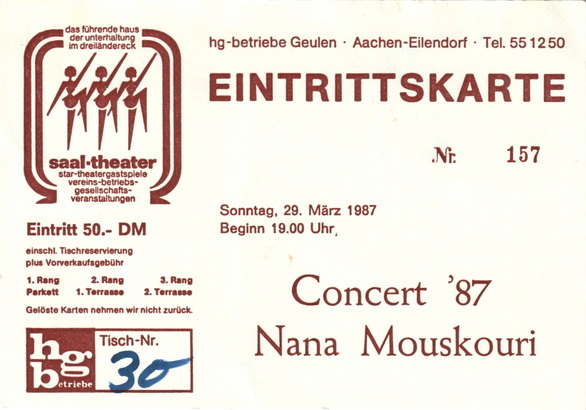 das führende haus
der unterhaltung
im dreiländereck
saal-theater
star-theatergastspiele
vereins-betriebs-
gesellschafts-
veranstaltungen
Eintritt 50.- DM
einschl. Tischreservierung
plus Vorverkaufsgebühr
1. Rang 2. Rang 3. Rang
Parkett 1. Terrasse 2. Terrasse
Gelöste Karten nehmen wir nicht zurück.
hg-
betriebe
Tisch-Nr.
30
hg-betriebe Geulen · Aachen-Eilendorf · Tel. 55 12 50
EINTRITTSKARTE
Nr. 157
Sonntag, 29. März 1987
Beginn 19.00 Uhr,
Concert '87
Nana Mouskouri